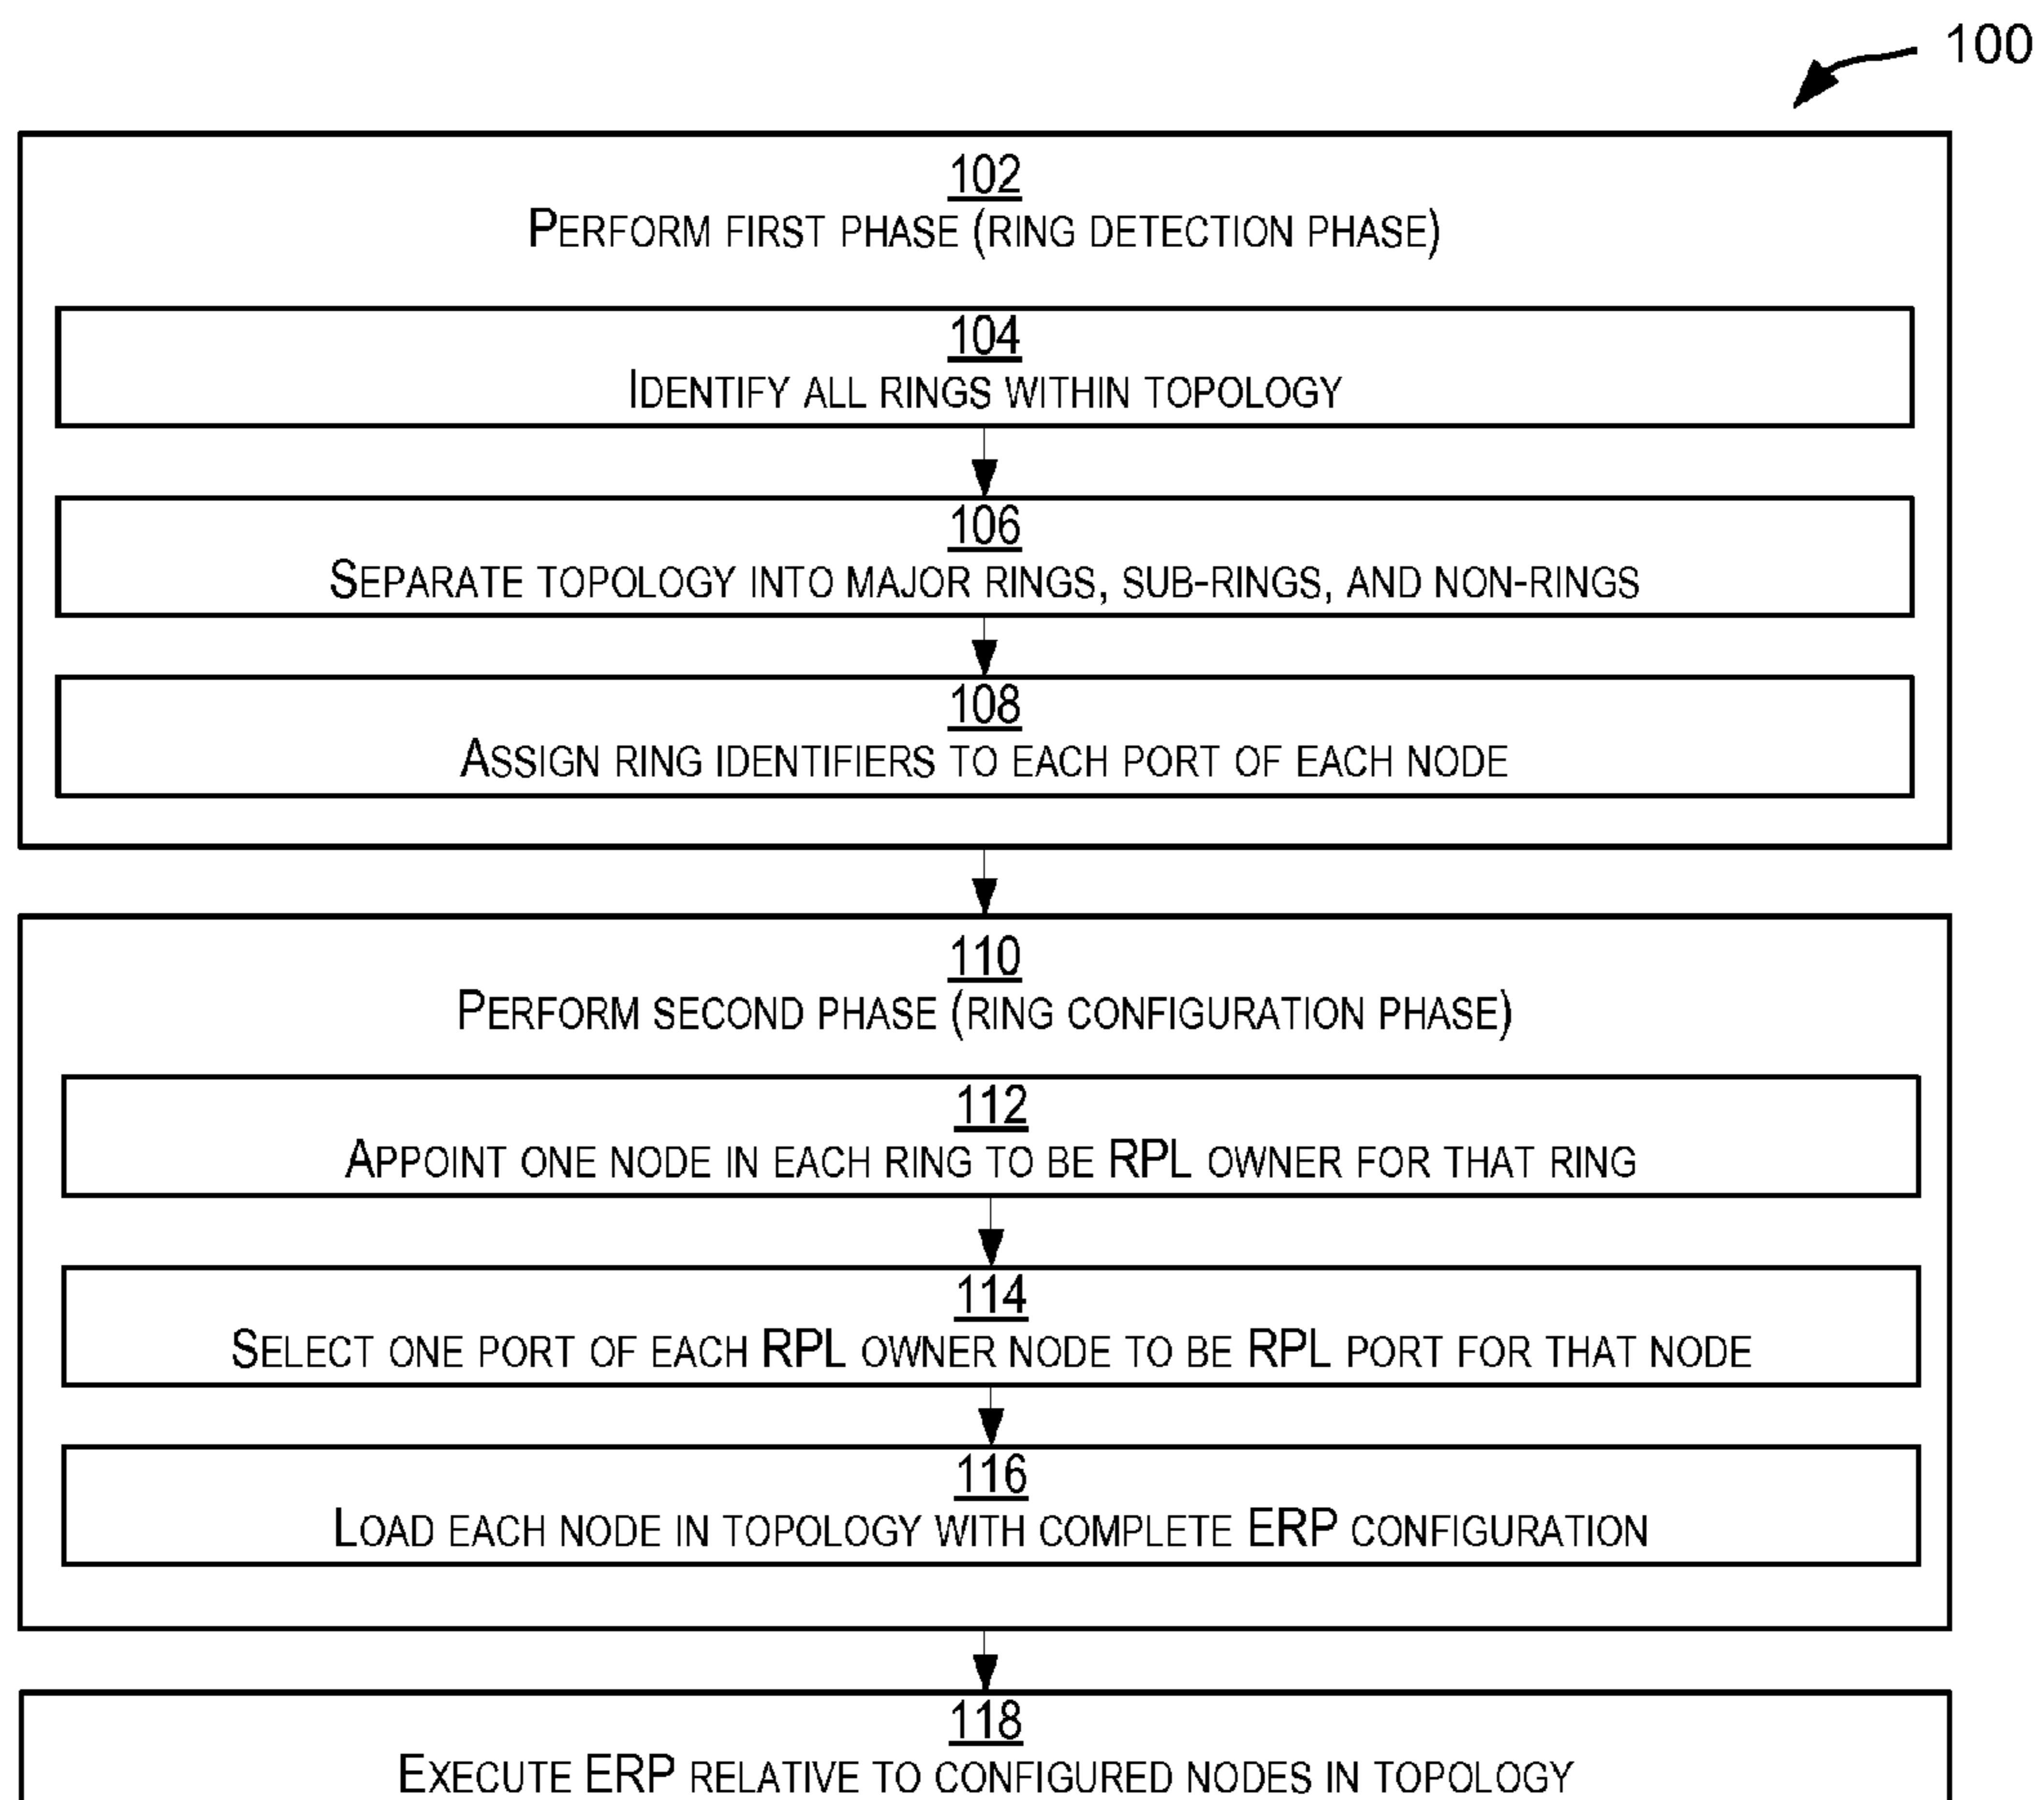 100
102
PERFORM FIRST PHASE (RING DETECTION PHASE)
104
IDENTIFY ALL RINGS WITHIN TOPOLOGY
106
SEPARATE TOPOLOGY INTO MAJOR RINGS, SUB-RINGS, AND NON-RINGS
108
ASSIGN RING IDENTIFIERS TO EACH PORT OF EACH NODE
110
PERFORM SECOND PHASE (RING CONFIGURATION PHASE)
112
APPOINT ONE NODE IN EACH RING TO BE RPL OWNER FOR THAT RING
114
SELECT ONE PORT OF EACH RPL OWNER NODE TO BE RPL PORT FOR THAT NODE
116
LOAD EACH NODE IN TOPOLOGY WITH COMPLETE ERP CONFIGURATION
118
EXECUTE ERP RELATIVE TO CONFIGURED NODES IN TOPOLOGY